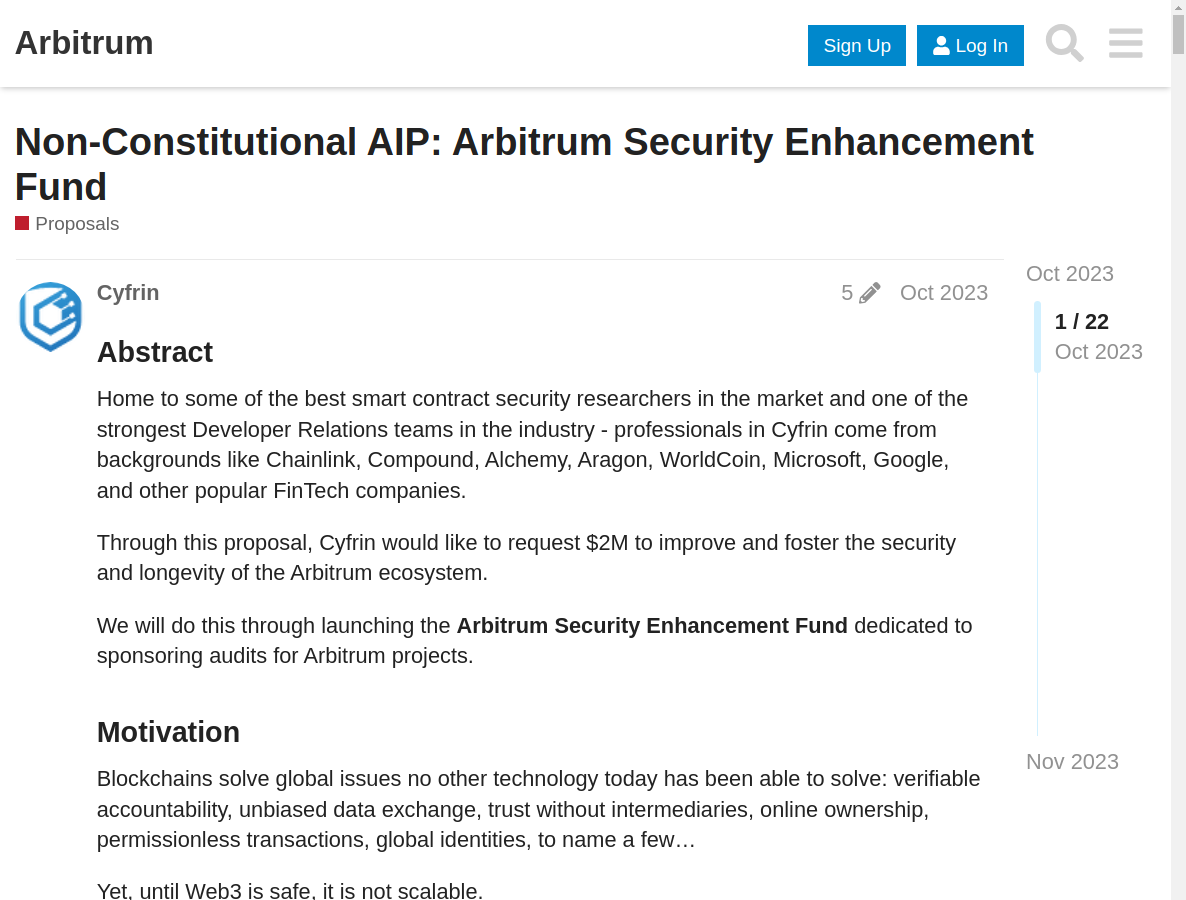 Arbitrum
Sign Up
Log In
Non-Constitutional AIP: Arbitrum Security Enhancement
Fund
Proposals
Cyfrin
5
Oct 2023
Abstract
Home to some of the best smart contract security researchers in the market and one of the
strongest Developer Relations teams in the industry - professionals in Cyfrin come from
backgrounds like Chainlink, Compound, Alchemy, Aragon, WorldCoin, Microsoft, Google,
and other popular FinTech companies.
Through this proposal, Cyfrin would like to request $2M to improve and foster the security
and longevity of the Arbitrum ecosystem.
We will do this through launching the Arbitrum Security Enhancement Fund dedicated to
sponsoring audits for Arbitrum projects.
Motivation
Blockchains solve global issues no other technology today has been able to solve: verifiable
accountability, unbiased data exchange, trust without intermediaries, online ownership,
permissionless transactions, global identities, to name a few…
Yet, until Web3 is safe, it is not scalable.
Oct 2023
1 / 22
Oct 2023
Nov 2023